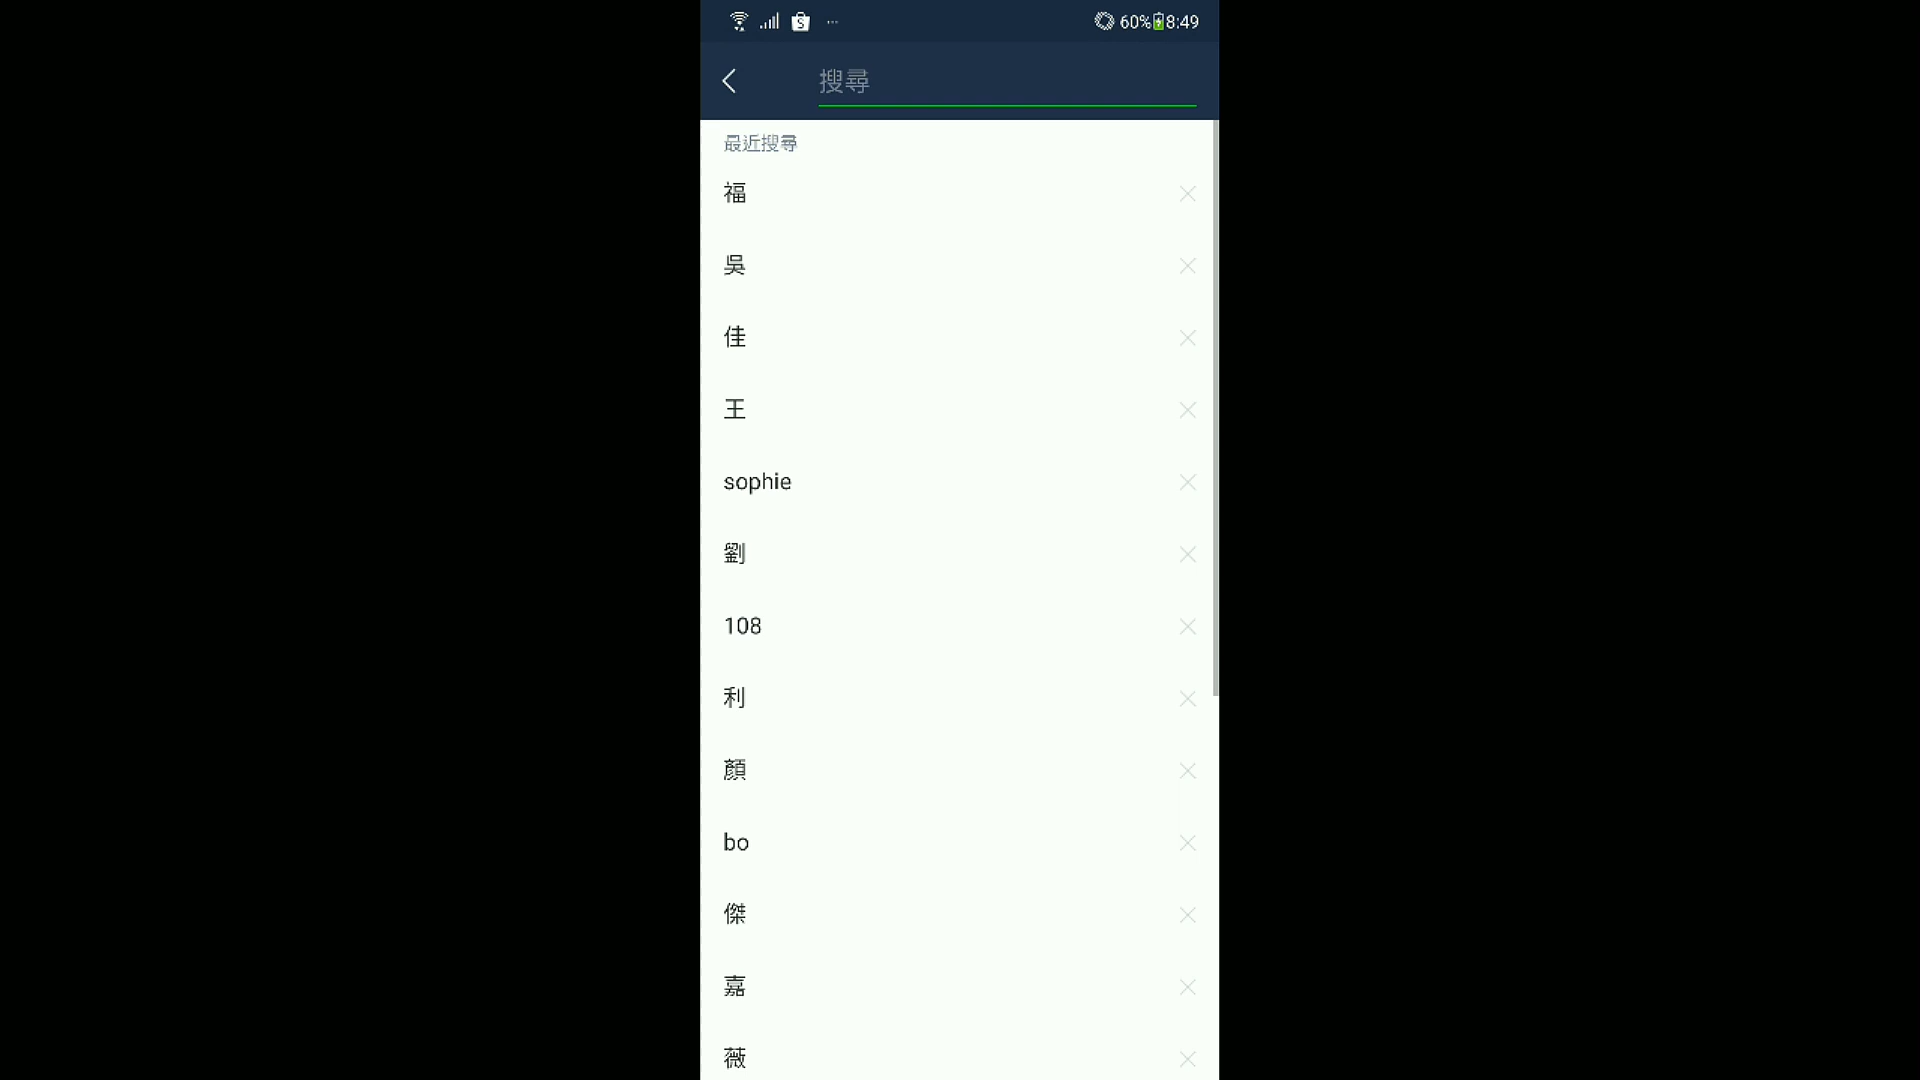 60% 8:49
搜尋
最近搜尋
福
吳
佳
王
sophie
劉
108
利
顏
bo
傑
嘉
薇